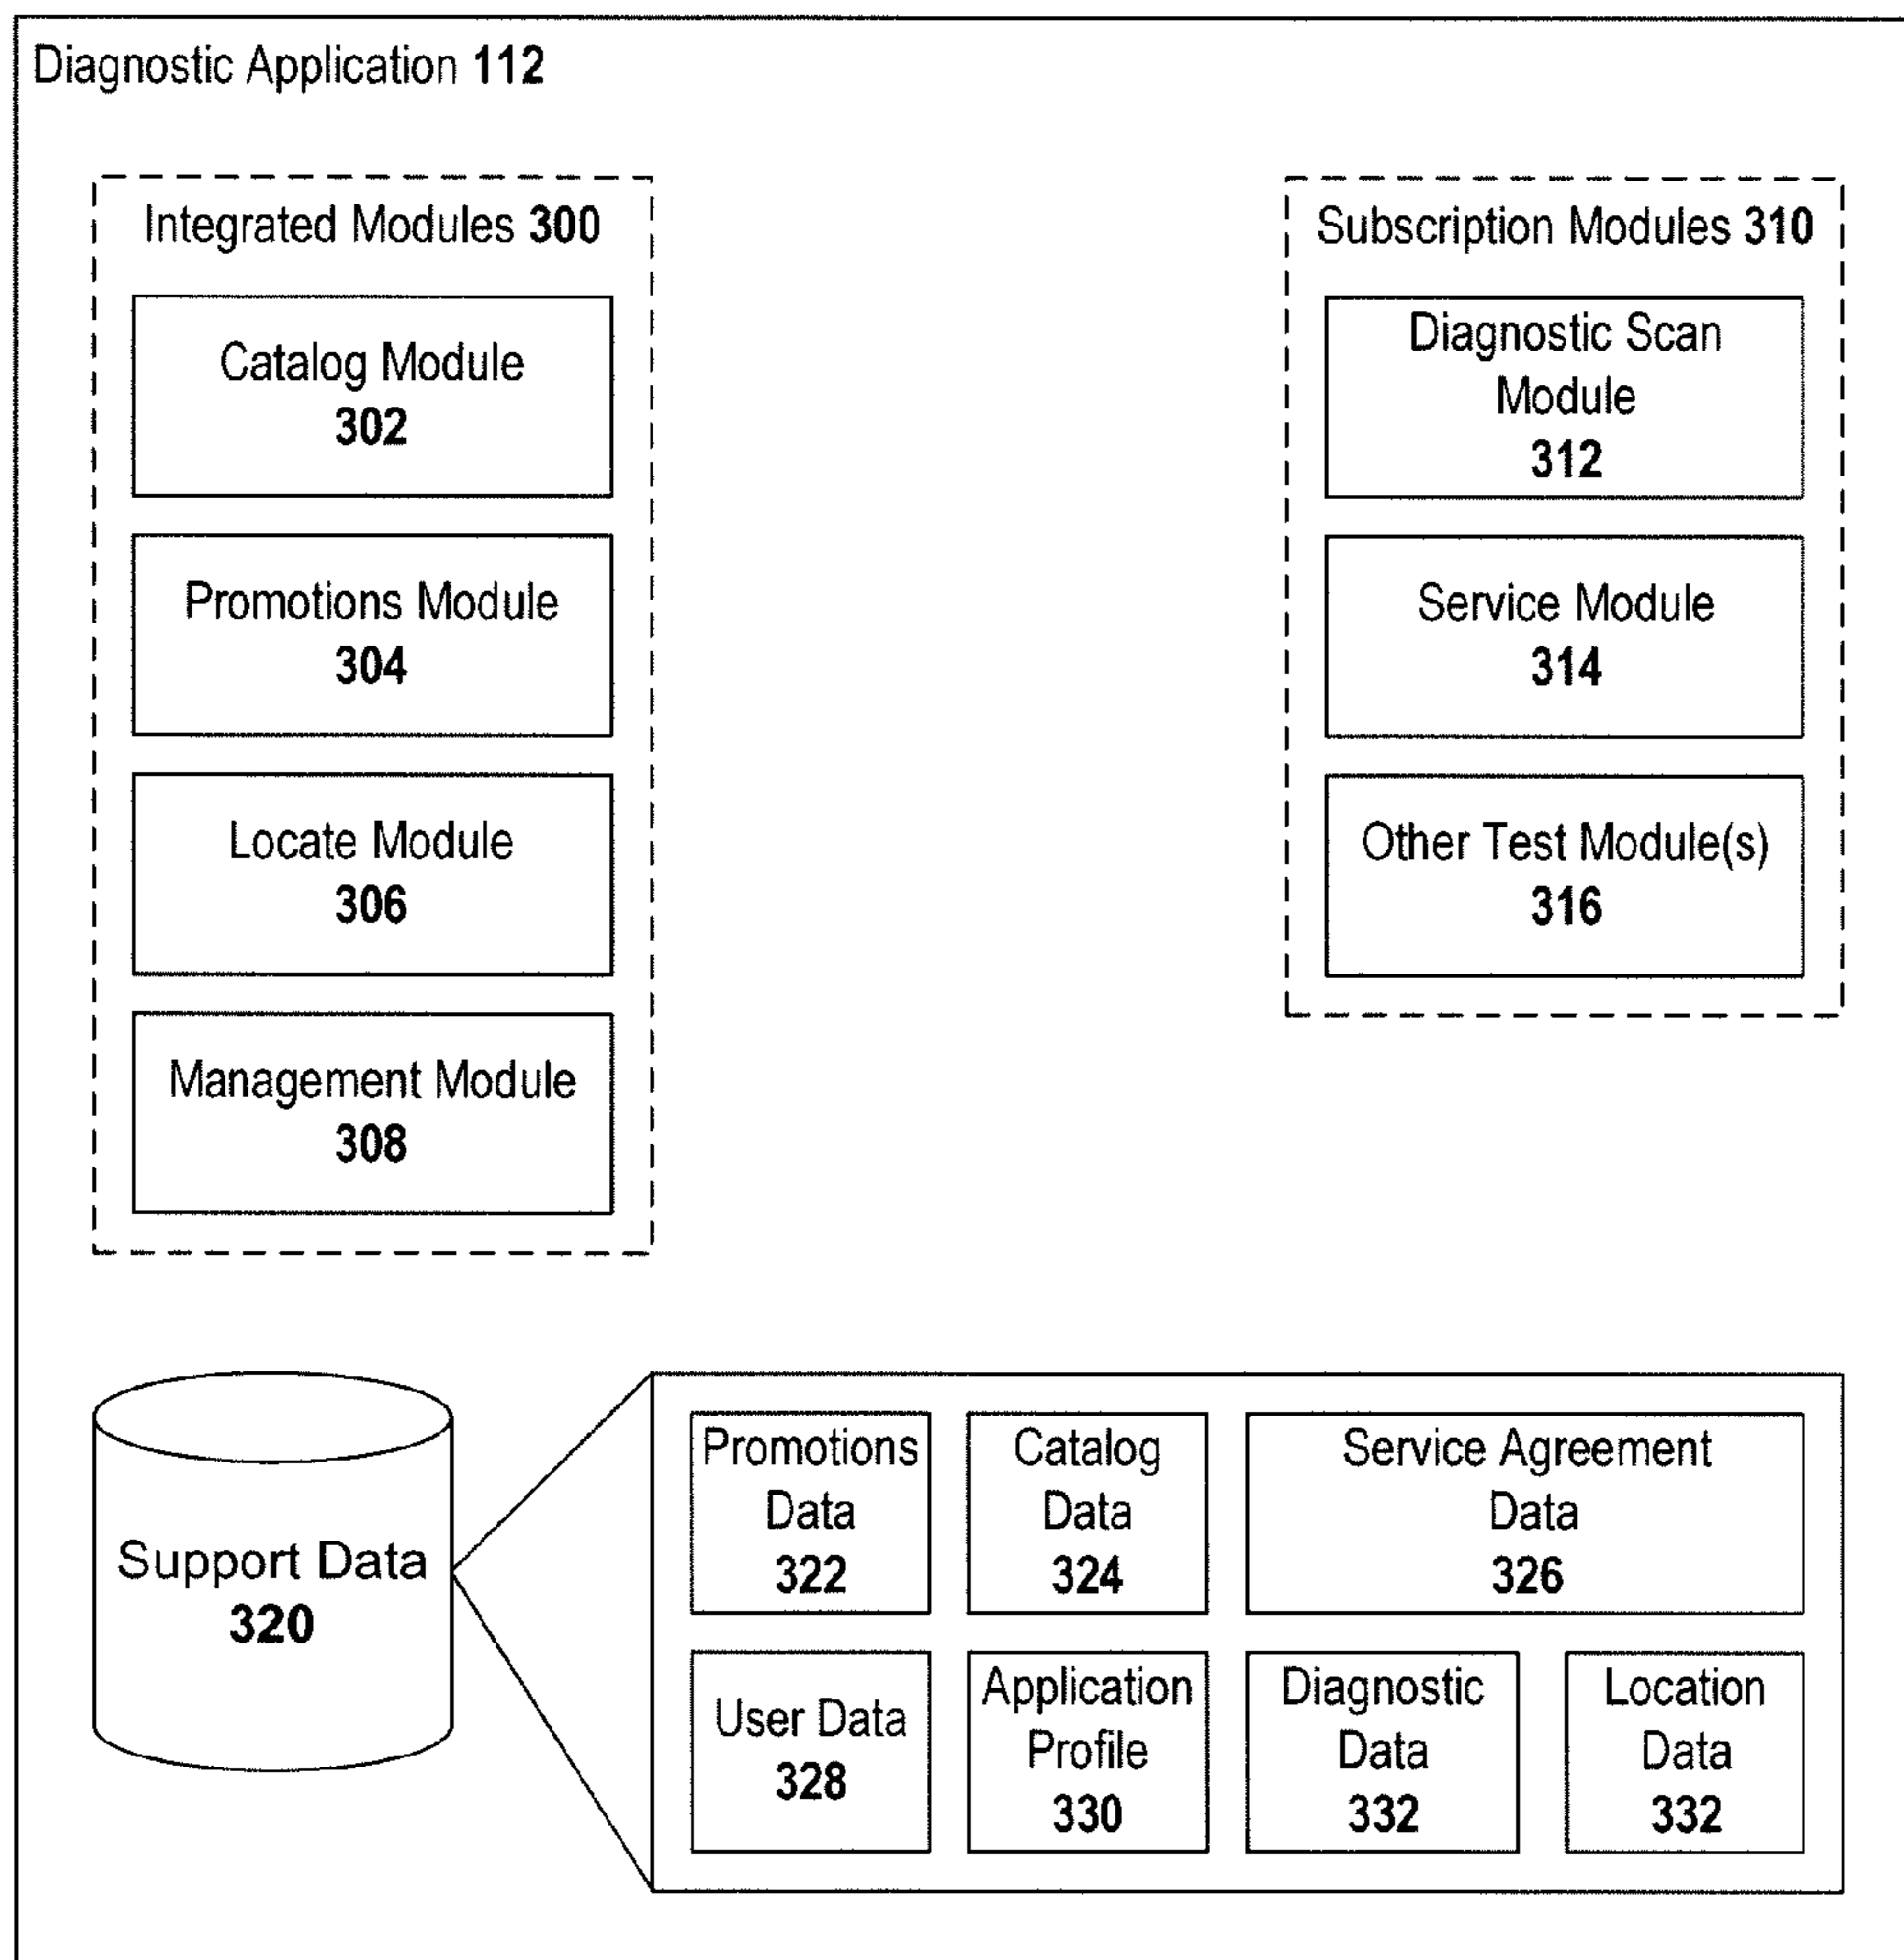 Diagnostic Application 112
Integrated Modules 300
Catalog Module
302
Promotions Module
304
Locate Module
306
Management Module
308
Subscription Modules 310
Diagnostic Scan
Module
312
Service Module
314
Other Test Module(s)
316
Support Data
320
Promotions
Data
322
Catalog
Data
324
Service Agreement
Data
326
User Data
328
Application
Profile
330
Diagnostic
Data
332
Location
Data
332